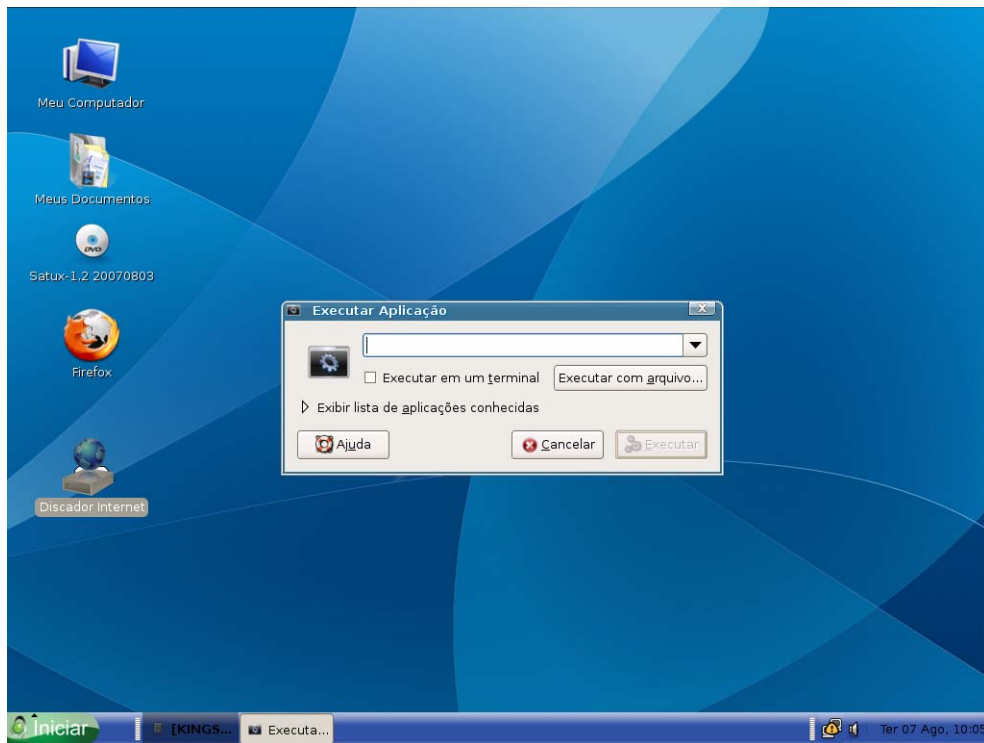 Meu Computador
Meus Documentos
DVD
Satux-1.2 20070803
Firefox
Discador Internet
Executar Aplicação
Executar em um terminal
Executar com arquivo...
Exibir lista de aplicações conhecidas
Ajuda
Cancelar
Executar
Iniciar
[KINGS...
Executa...
Ter 07 Ago, 10:05